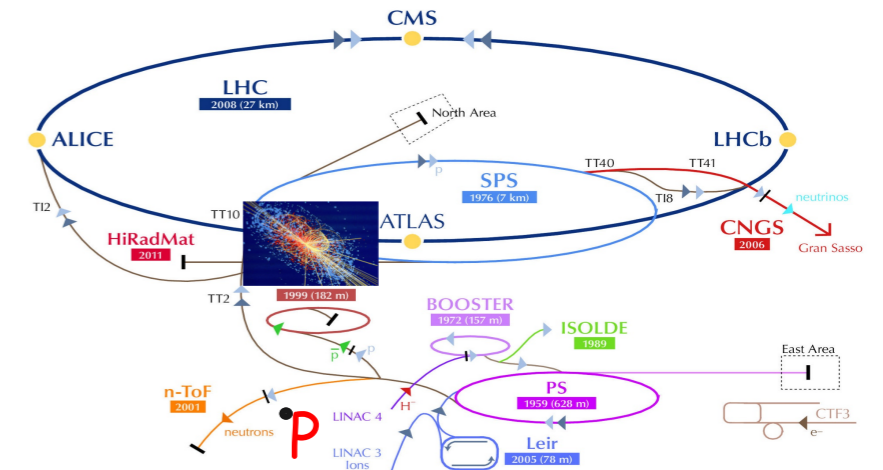 CMS
LHC
2008 (27 km)
North Area
ALICE
LHCb
TT40
TT41
p
SPS
1976 (7 km)
TI8
neutrinos
TI2
TT10
ATLAS
CNGS
2006
Gran Sasso
HiRadMat
2011
TT2
1999 (182 m)
BOOSTER
1972 (157 m)
ISOLDE
1989
East Area
p̅
p
n-ToF
2001
PS
1959 (628 m)
LINAC 4
H⁻
neutrons
P
CTF3
e⁻
LINAC 3
Ions
Leir
2005 (78 m)